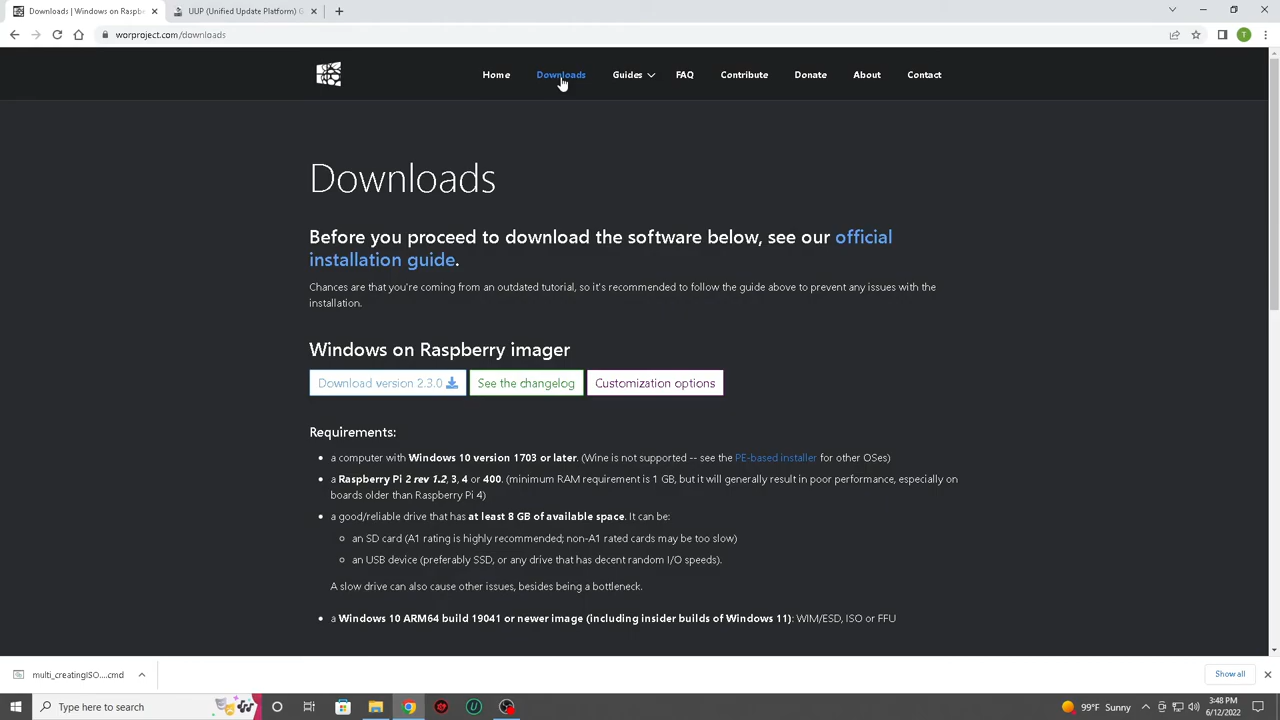 Downloads | Windows on Raspb
UUP (Unified Update Platform) G
worproject.com/downloads
T
Home
Downloads
Guides
FAQ
Contribute
Donate
About
Contact
Downloads
Before you proceed to download the software below, see our official
installation guide.
Chances are that you're coming from an outdated tutorial, so it's recommended to follow the guide above to prevent any issues with the
installation.
Windows on Raspberry imager
Download version 2.3.0
See the changelog
Customization options
Requirements:
a computer with Windows 10 version 1703 or later. (Wine is not supported -- see the PE-based installer for other OSes)
a Raspberry Pi 2 rev 1.2, 3, 4 or 400. (minimum RAM requirement is 1 GB, but it will generally result in poor performance, especially on
boards older than Raspberry Pi 4)
a good/reliable drive that has at least 8 GB of available space. It can be:
an SD card (A1 rating is highly recommended; non-A1 rated cards may be too slow)
an USB device (preferably SSD, or any drive that has decent random I/O speeds).
A slow drive can also cause other issues, besides being a bottleneck.
a Windows 10 ARM64 build 19041 or newer image (including insider builds of Windows 11): WIM/ESD, ISO or FFU
multi_creatingISO....cmd
Show all
Type here to search
99°F Sunny
3:48 PM
6/12/2022